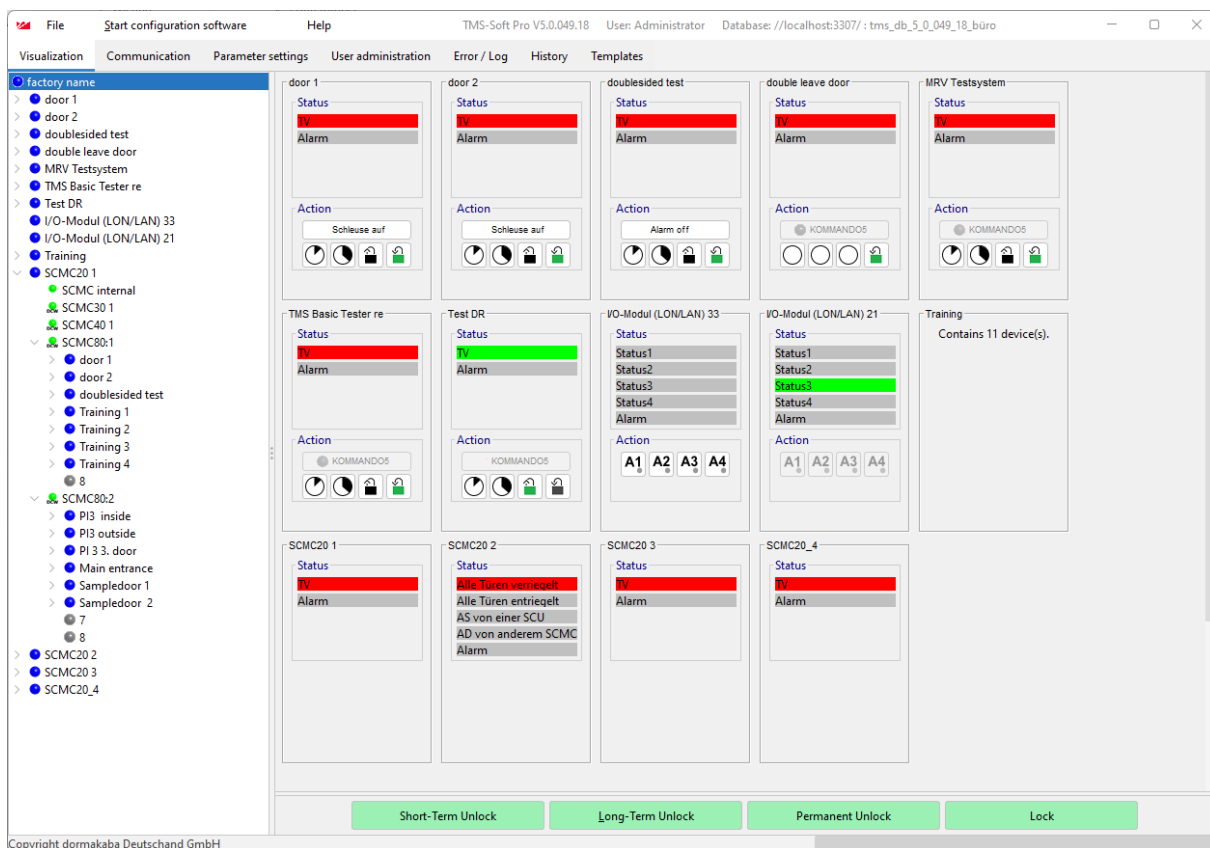 File Start configuration software Help TMS-Soft Pro V5.0.049.18 User: Administrator Database: //localhost:3307/ : tms_db_5_0_049_18_büro
Visualization Communication Parameter settings User administration Error / Log History Templates
factory name
door 1
door 2
doublesided test
double leave door
MRV Testsystem
TMS Basic Tester re
Test DR
I/O-Modul (LON/LAN) 33
I/O-Modul (LON/LAN) 21
Training
SCMC20 1
SCMC internal
SCMC30 1
SCMC40 1
SCMC80:1
door 1
door 2
doublesided test
Training 1
Training 2
Training 3
Training 4
8
SCMC80:2
PI3 inside
PI3 outside
PI 3 3. door
Main entrance
Sampledoor 1
Sampledoor 2
7
8
SCMC20 2
SCMC20 3
SCMC20_4
door 1
Status
TV
Alarm
Action
Schleuse auf
door 2
Status
TV
Alarm
Action
Schleuse auf
doublesided test
Status
TV
Alarm
Action
Alarm off
double leave door
Status
TV
Alarm
Action
KOMMANDO5
MRV Testsystem
Status
TV
Alarm
Action
KOMMANDO5
TMS Basic Tester re
Status
TV
Alarm
Action
KOMMANDO5
Test DR
Status
TV
Alarm
Action
KOMMANDO5
I/O-Modul (LON/LAN) 33
Status
Status1
Status2
Status3
Status4
Alarm
Action
A1 A2 A3 A4
I/O-Modul (LON/LAN) 21
Status
Status1
Status2
Status3
Status4
Alarm
Action
A1 A2 A3 A4
Training
Contains 11 device(s).
SCMC20 1
Status
TV
Alarm
SCMC20 2
Status
Alle Türen verriegelt
Alle Türen entriegelt
AS von einer SCU
AD von anderem SCMC
Alarm
SCMC20 3
Status
TV
Alarm
SCMC20_4
Status
TV
Alarm
Short-Term Unlock Long-Term Unlock Permanent Unlock Lock
Copyright dormakaba Deutschand GmbH